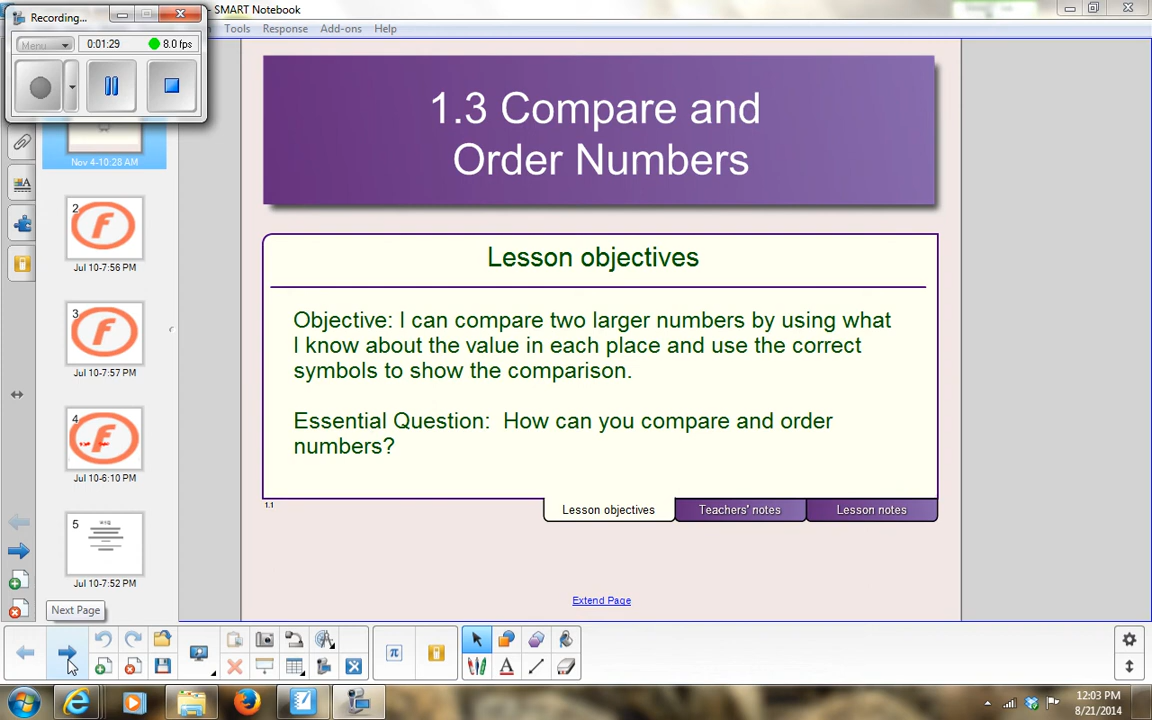 Recording...
- SMART Notebook
Tools Response Add-ons Help
Menu 0:01:29 8.0 fps
1.3 Compare and
Order Numbers
Nov 4-10:28 AM
2
Jul 10-7:56 PM
3
Jul 10-7:57 PM
4
Jul 10-6:10 PM
5
Jul 10-7:52 PM
Next Page
Lesson objectives
Objective: I can compare two larger numbers by using what
I know about the value in each place and use the correct
symbols to show the comparison.
Essential Question: How can you compare and order
numbers?
1.1
Lesson objectives Teachers' notes Lesson notes
Extend Page
12:03 PM
8/21/2014